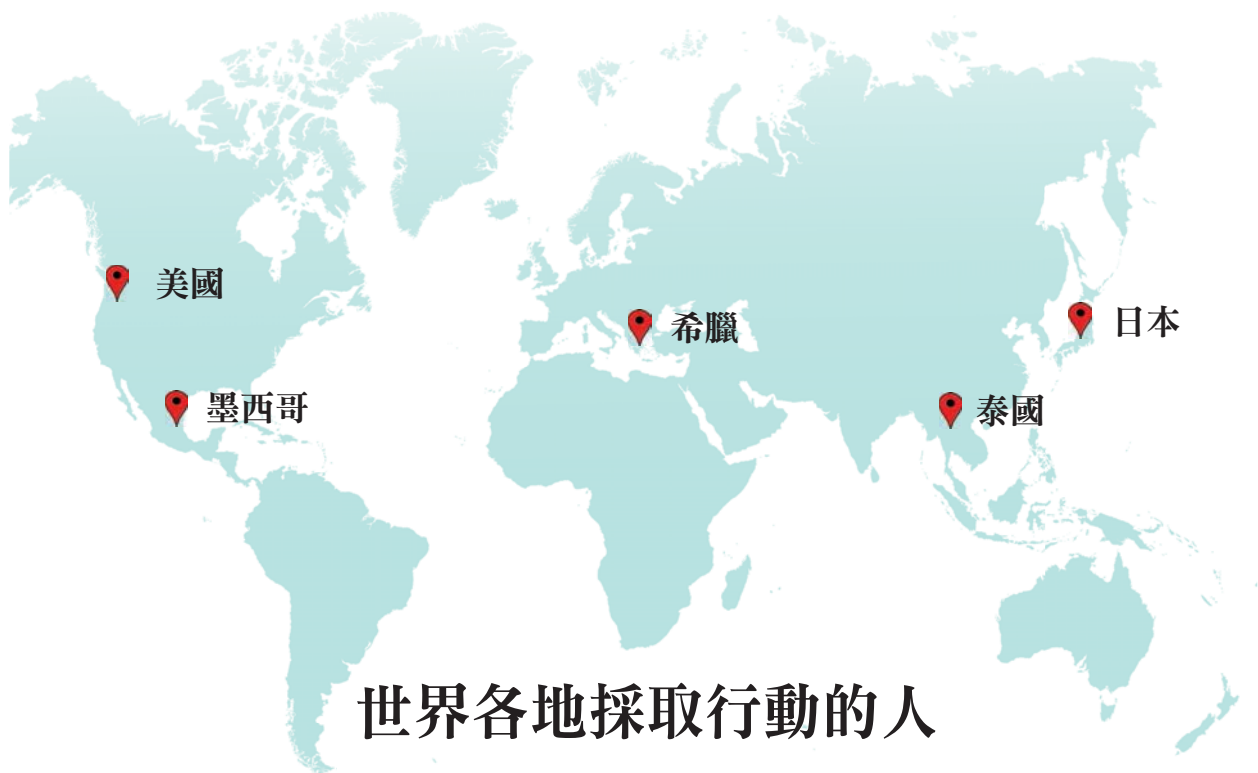 美國
希臘
日本
墨西哥
泰國
世界各地採取行動的人